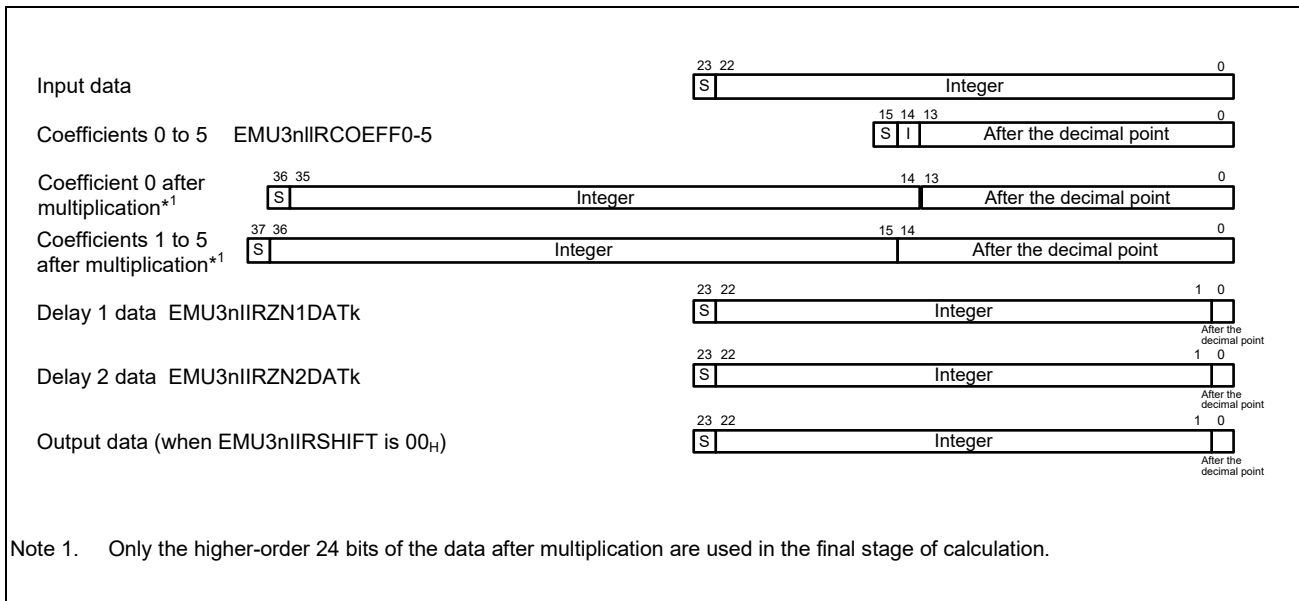 23 22 0
Input data S Integer
15 14 13 0
Coefficients 0 to 5 EMU3nIIRCOEFF0-5 S I After the decimal point
36 35 14 13 0
Coefficient 0 after
multiplication*1 S Integer After the decimal point
37 36 15 14 0
Coefficients 1 to 5
after multiplication*1 S Integer After the decimal point
23 22 1 0
Delay 1 data EMU3nIIRZN1DATk S Integer
After the
decimal point
23 22 1 0
Delay 2 data EMU3nIIRZN2DATk S Integer
After the
decimal point
23 22 1 0
Output data (when EMU3nIIRSHIFT is 00H) S Integer
After the
decimal point
Note 1. Only the higher-order 24 bits of the data after multiplication are used in the final stage of calculation.